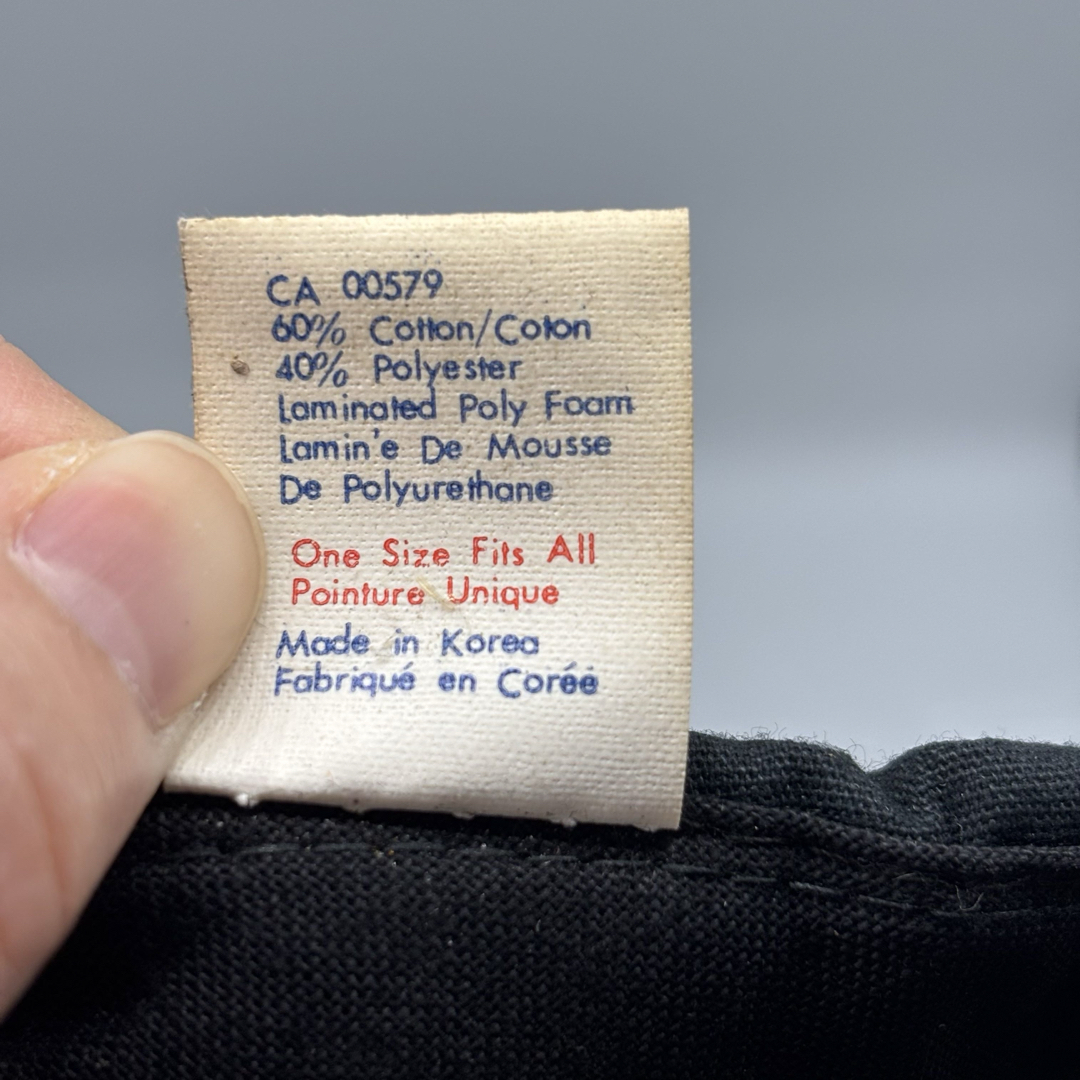 CA 00579
60% Cotton/Coton
40% Polyester
Laminated Poly Foam
Lamin'e De Mousse
De Polyurethane
One Size Fits All
Pointure Unique
Made in Korea
Fabriqué en Coréé